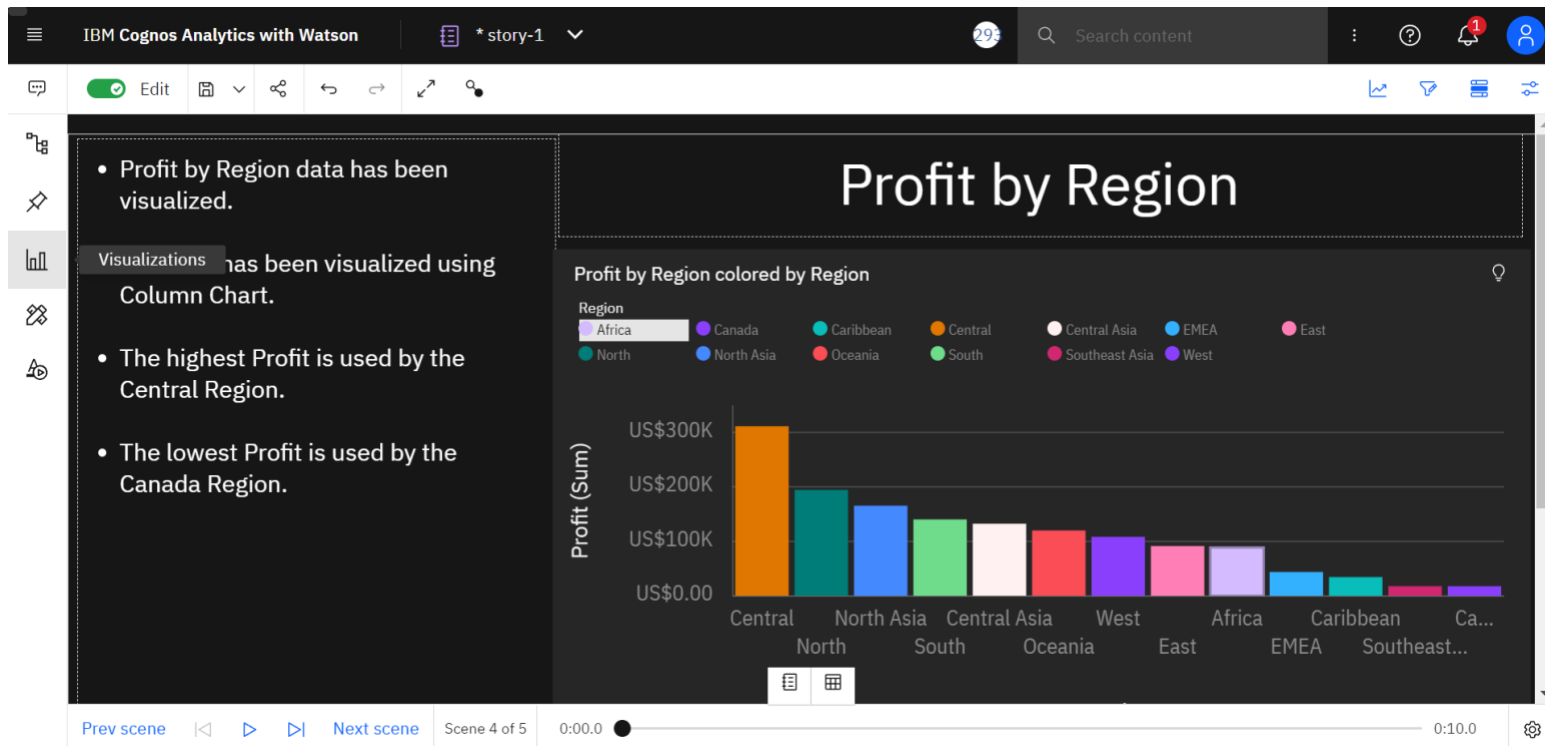 IBM Cognos Analytics with Watson
* story-1
293
Search content
1
Edit
• Profit by Region data has been
visualized.
Visualizations
has been visualized using
Column Chart.
• The highest Profit is used by the
Central Region.
• The lowest Profit is used by the
Canada Region.
Profit by Region
Profit by Region colored by Region
Region
Africa Canada Caribbean Central Central Asia EMEA East
North North Asia Oceania South Southeast Asia West
Profit (Sum)
US$300K
US$200K
US$100K
US$0.00
Central North Asia Central Asia West Africa Caribbean Ca...
North South Oceania East EMEA Southeast...
Prev scene Next scene Scene 4 of 5 0:00.0 0:10.0